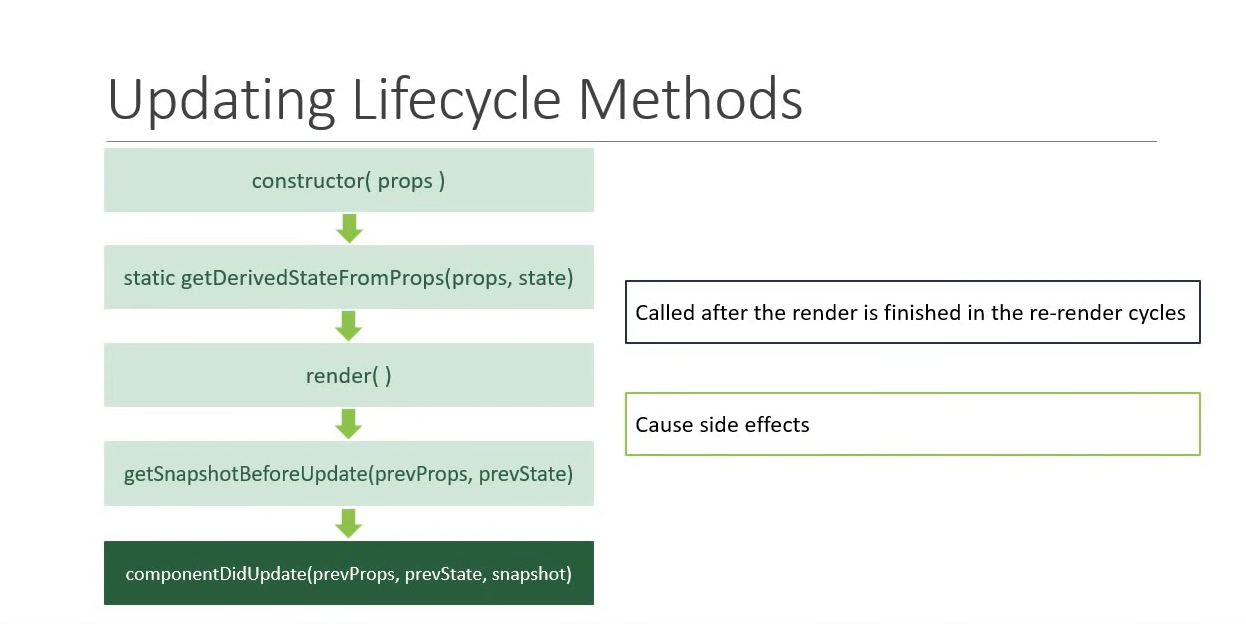 Updating Lifecycle Methods
constructor( props )
static getDerivedStateFromProps(props, state)
render( )
getSnapshotBeforeUpdate(prevProps, prevState)
componentDidUpdate(prevProps, prevState, snapshot)
Called after the render is finished in the re-render cycles
Cause side effects